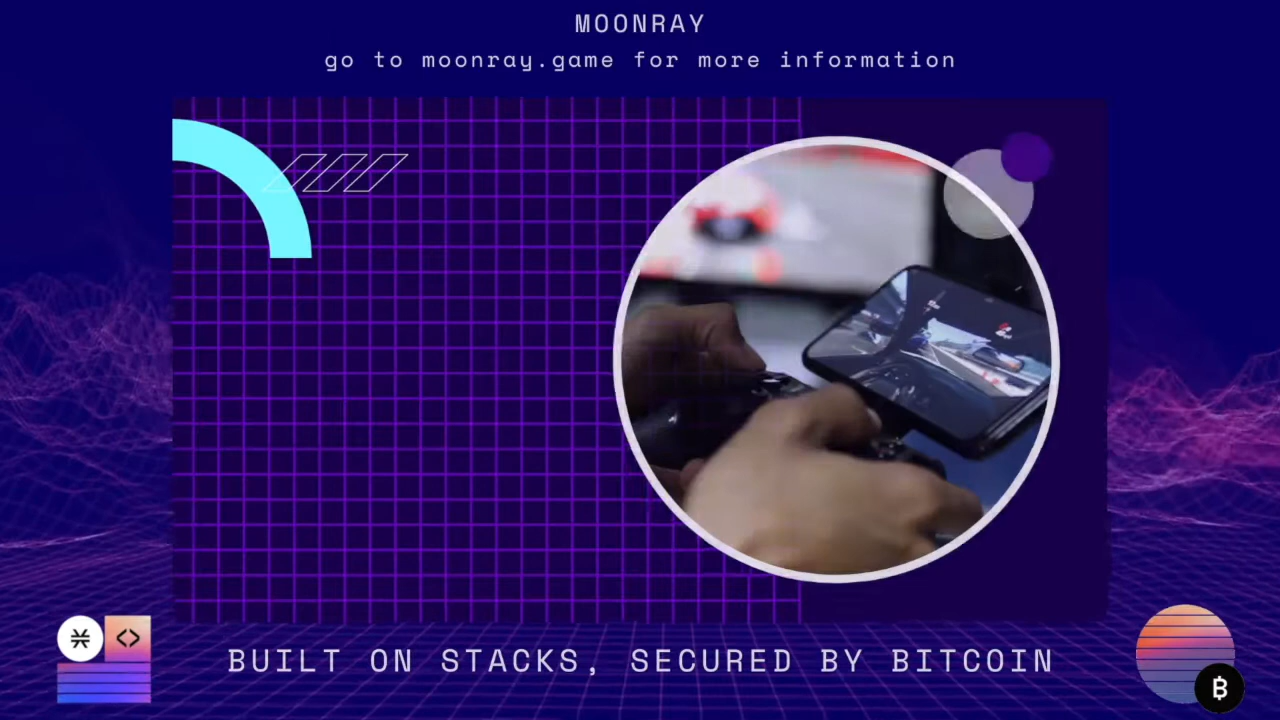 MOONRAY
go to moonray.game for more information
BUILT ON STACKS, SECURED BY BITCOIN